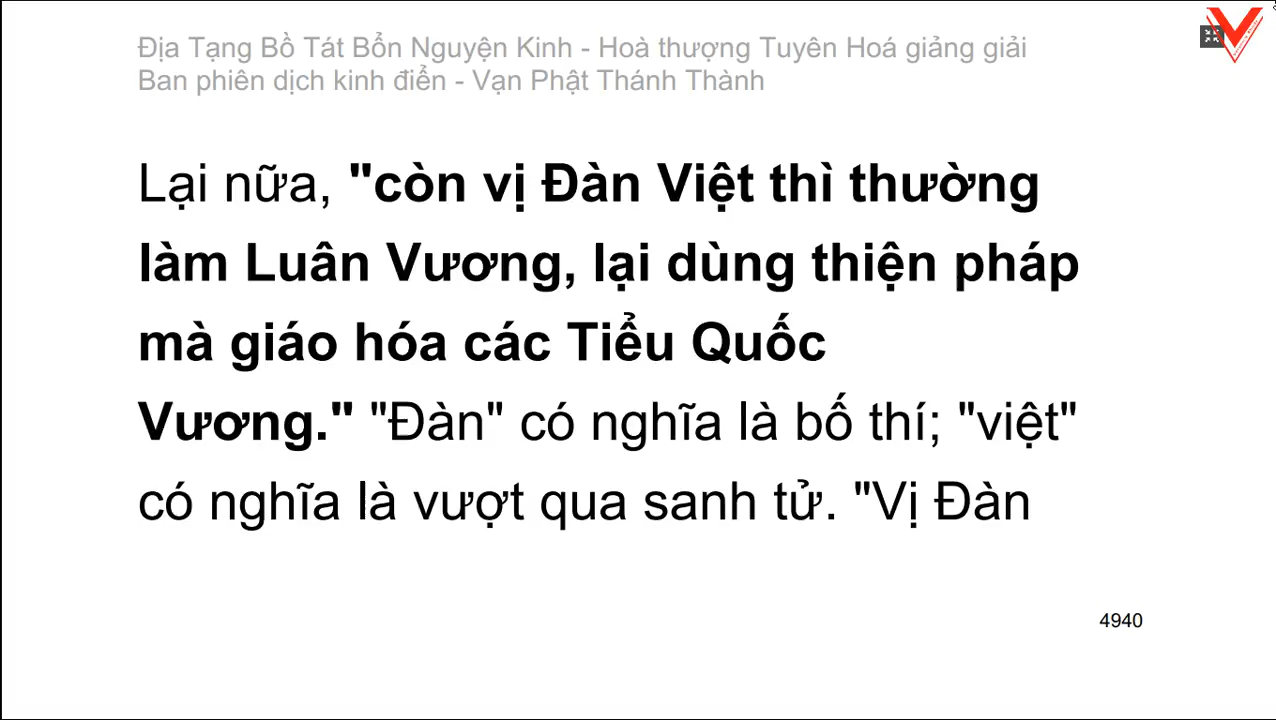 Địa Tạng Bồ Tát Bổn Nguyện Kinh - Hoà thượng Tuyên Hoá giảng giải
Ban phiên dịch kinh điển - Vạn Phật Thánh Thành
Lại nữa, "còn vị Đàn Việt thì thường
làm Luân Vương, lại dùng thiện pháp
mà giáo hóa các Tiểu Quốc
Vương." "Đàn" có nghĩa là bố thí; "việt"
có nghĩa là vượt qua sanh tử. "Vị Đàn
4940